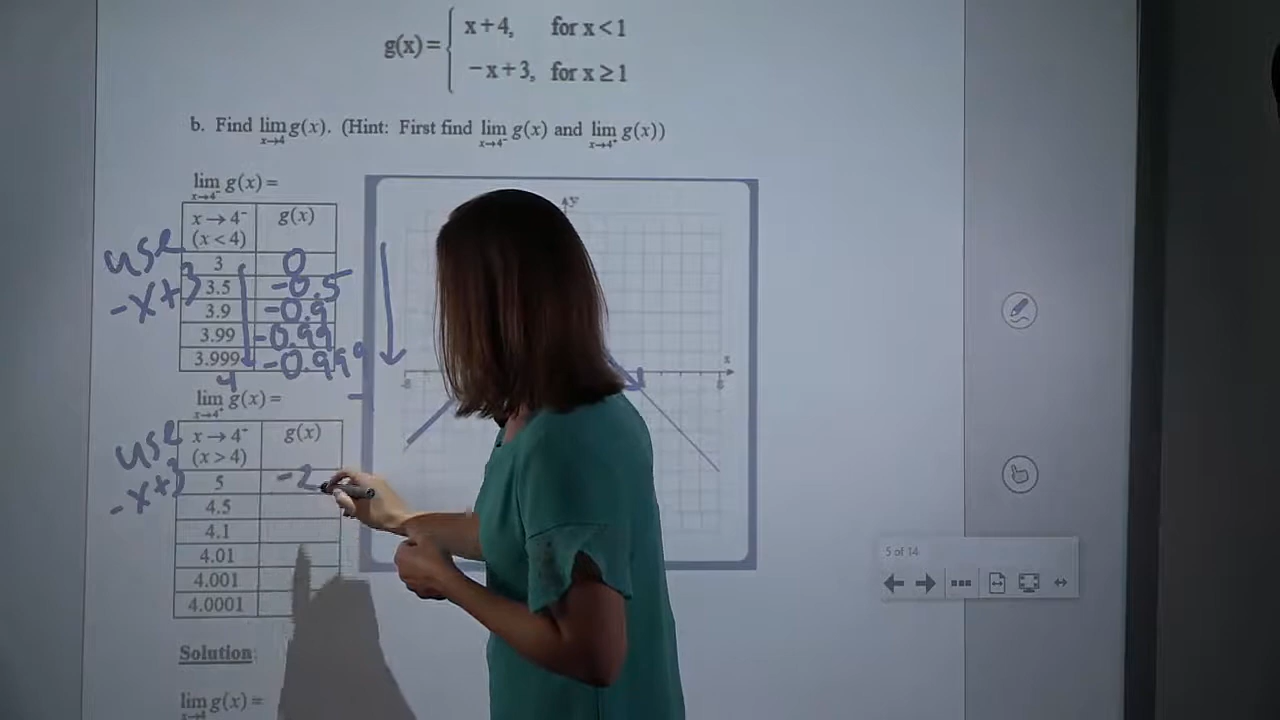 g(x) = { x+4, for x<1
−x+3, for x≥1
b. Find lim x→4 g(x). (Hint: First find lim x→4⁻ g(x) and lim x→4⁺ g(x))
lim x→4⁻ g(x) =
x→4⁻ (x<4) g(x)
use
-x+3
3 0
3.5 -0.5
3.9 -0.9
3.99 -0.99
3.999 -0.999
4
lim x→4⁺ g(x) =
x→4⁻ (x>4) g(x)
use
-x+3
5 -2
4.5
4.1
4.01
4.001
4.0001
Solution:
lim x→4 g(x) =
y
x
-8
8
5 of 14